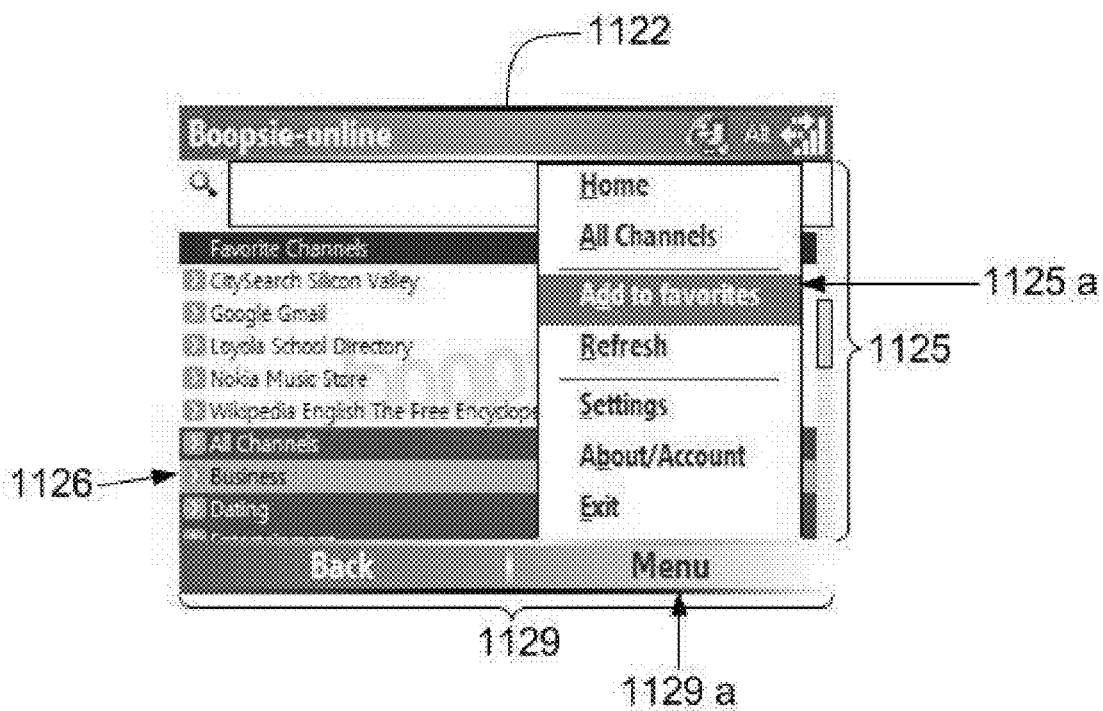 1122
Boopsie-online
All
Home
All Channels
Add to favorites
Refresh
Settings
About/Account
Exit
Favorite Channels
CitySearch Silicon Valley
Google Gmail
Loyola School Directory
Nokia Music Store
Wikipedia English The Free Encyclope
All Channels
Business
Dating
Back
Menu
1125 a
1125
1126
1129
1129 a